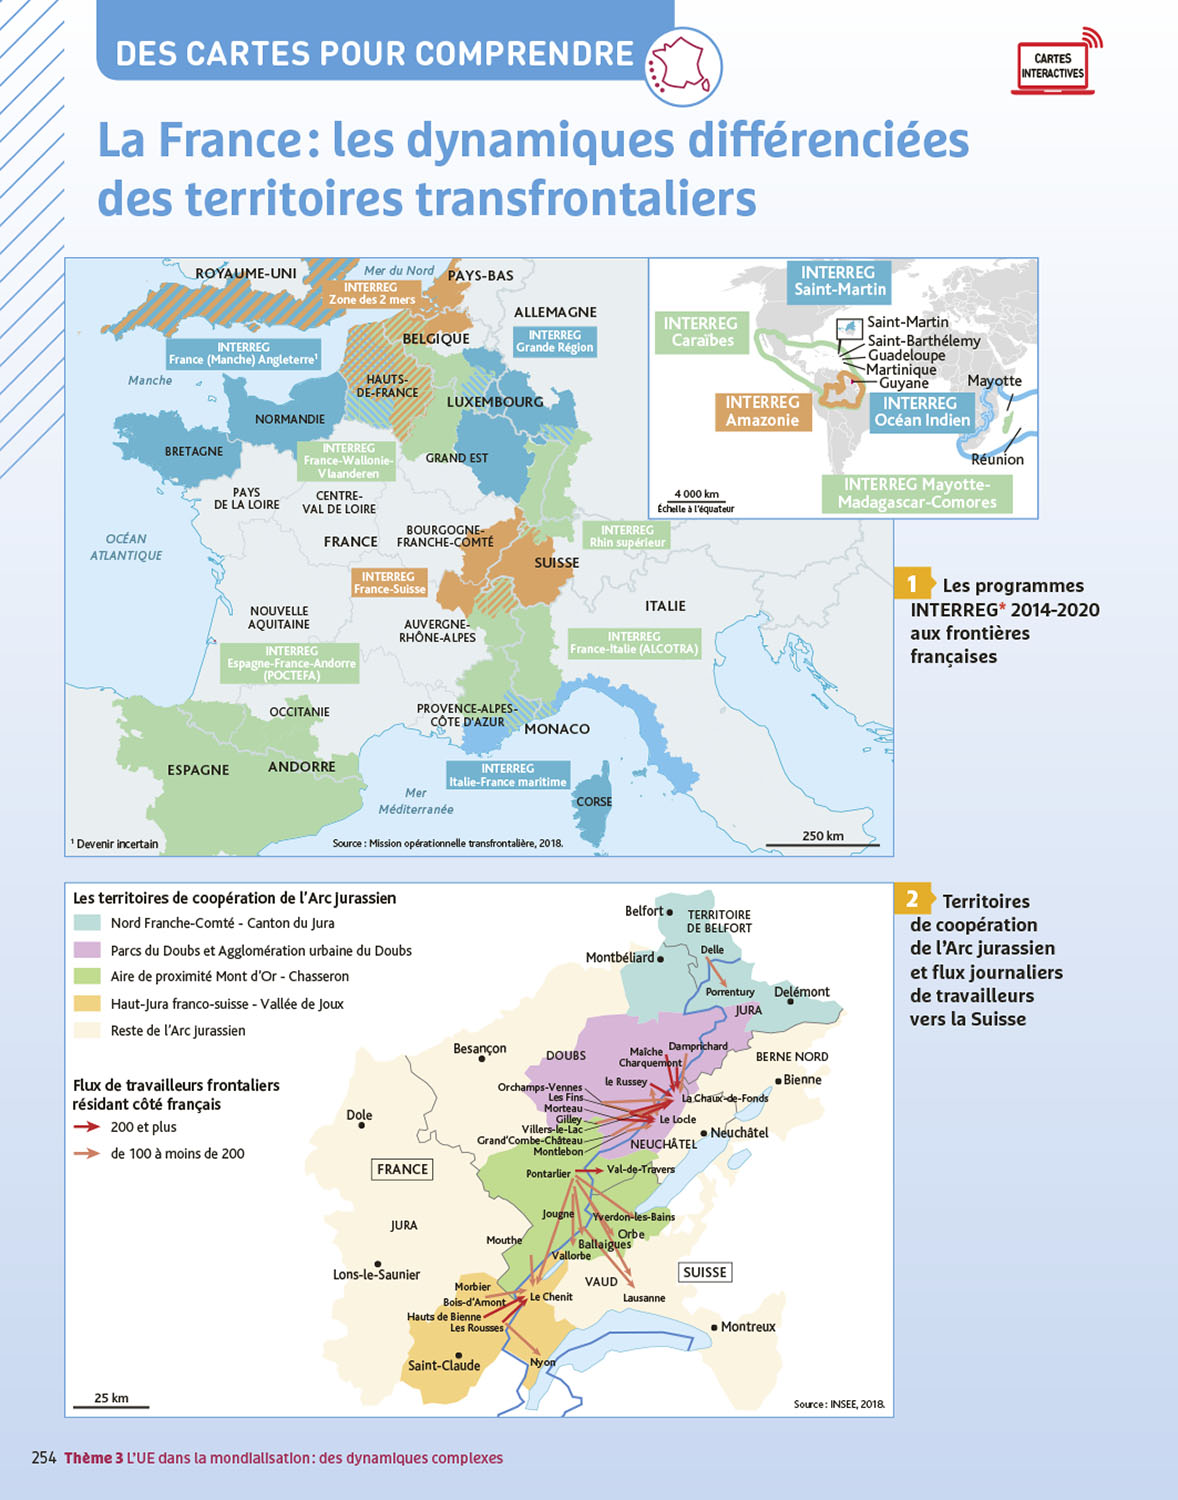 DES CARTES POUR COMPRENDRE
CARTES
INTERACTIVES
La France : les dynamiques différenciées
des territoires transfrontaliers
ROYAUME-UNI
Mer du Nord
PAYS-BAS
INTERREG
Zone des 2 mers
ALLEMAGNE
BELGIQUE
INTERREG
Grande Région
INTERREG
France (Manche) Angleterre¹
Manche
HAUTS-
DE-FRANCE
LUXEMBOURG
NORMANDIE
BRETAGNE
INTERREG
France-Wallonie-
Vlaanderen
GRAND EST
PAYS
DE LA LOIRE
CENTRE-
VAL DE LOIRE
OCÉAN
ATLANTIQUE
FRANCE
BOURGOGNE-
FRANCHE-COMTÉ
INTERREG
Rhin supérieur
SUISSE
INTERREG
France-Suisse
NOUVELLE
AQUITAINE
AUVERGNE-
RHÔNE-ALPES
ITALIE
INTERREG
France-Italie (ALCOTRA)
INTERREG
Espagne-France-Andorre
(POCTEFA)
OCCITANIE
PROVENCE-ALPES-
CÔTE D'AZUR
MONACO
ESPAGNE
ANDORRE
INTERREG
Italie-France maritime
Mer
Méditerranée
CORSE
¹ Devenir incertain
Source : Mission opérationnelle transfrontalière, 2018.
250 km
INTERREG
Saint-Martin
INTERREG
Caraïbes
Saint-Martin
Saint-Barthélemy
Guadeloupe
Martinique
Guyane
Mayotte
INTERREG
Amazonie
INTERREG
Océan Indien
Réunion
4 000 km
Échelle à l'équateur
INTERREG Mayotte-
Madagascar-Comores
1 Les programmes
INTERREG* 2014-2020
aux frontières
françaises
Les territoires de coopération de l'Arc Jurassien
Nord Franche-Comté - Canton du Jura
Parcs du Doubs et Agglomération urbaine du Doubs
Aire de proximité Mont d'Or - Chasseron
Haut-Jura franco-suisse - Vallée de Joux
Reste de l'Arc Jurassien
Flux de travailleurs frontaliers
résidant côté français
200 et plus
de 100 à moins de 200
Belfort
TERRITOIRE
DE BELFORT
Montbéliard
Delle
Porrentury
Delémont
JURA
Besançon
DOUBS
Maîche
Damprichard
Charquemont
BERNE NORD
le Russey
Bienne
Orchamps-Vennes
Les Fins
La Chaux-de-Fonds
Morteau
Gilley
Le Locle
Villers-le-Lac
Grand'Combe-Château
Montlebon
NEUCHÂTEL
Neuchâtel
Dole
FRANCE
Pontarlier
Val-de-Travers
JURA
Jougne
Yverdon-les-Bains
Mouthe
Orbe
Ballaigues
Vallorbe
Lons-le-Saunier
SUISSE
Morbier
VAUD
Bois-d'Amont
Le Chenit
Lausanne
Hauts de Bienne
Les Rousses
Montreux
Saint-Claude
Nyon
25 km
Source : INSEE, 2018.
2 Territoires
de coopération
de l'Arc jurassien
et flux journaliers
de travailleurs
vers la Suisse
254 Thème 3 L'UE dans la mondialisation : des dynamiques complexes